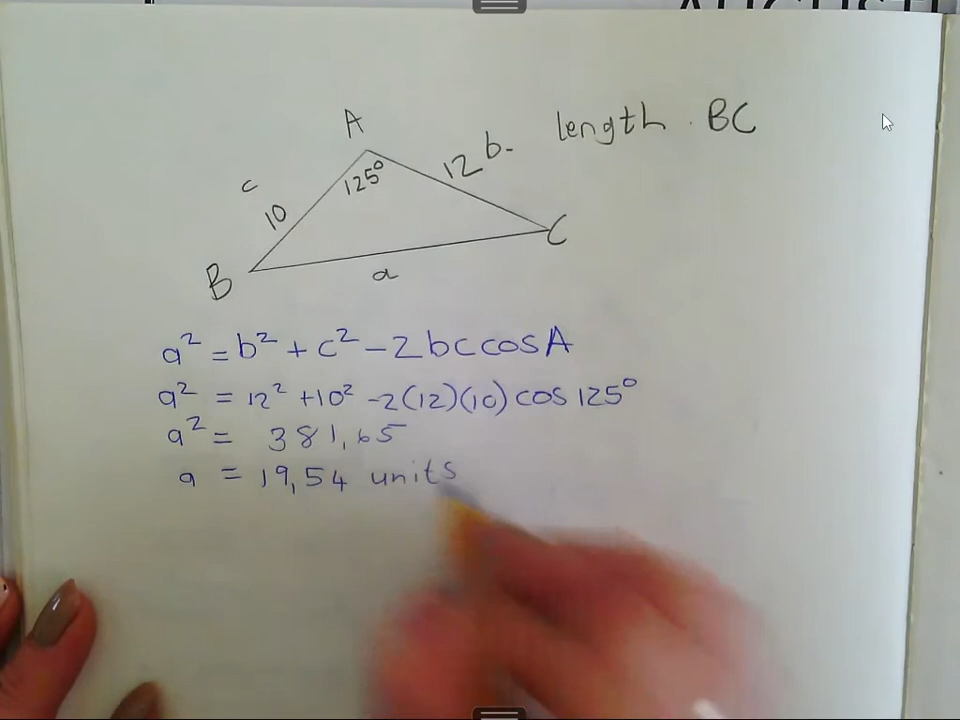 A
length. BC
12 b.
125°
c
10
C
B
a
a² = b² + c² - 2bc cos A
a² = 12² + 10² - 2(12)(10) cos 125°
a² = 381,65
a = 19,54 units